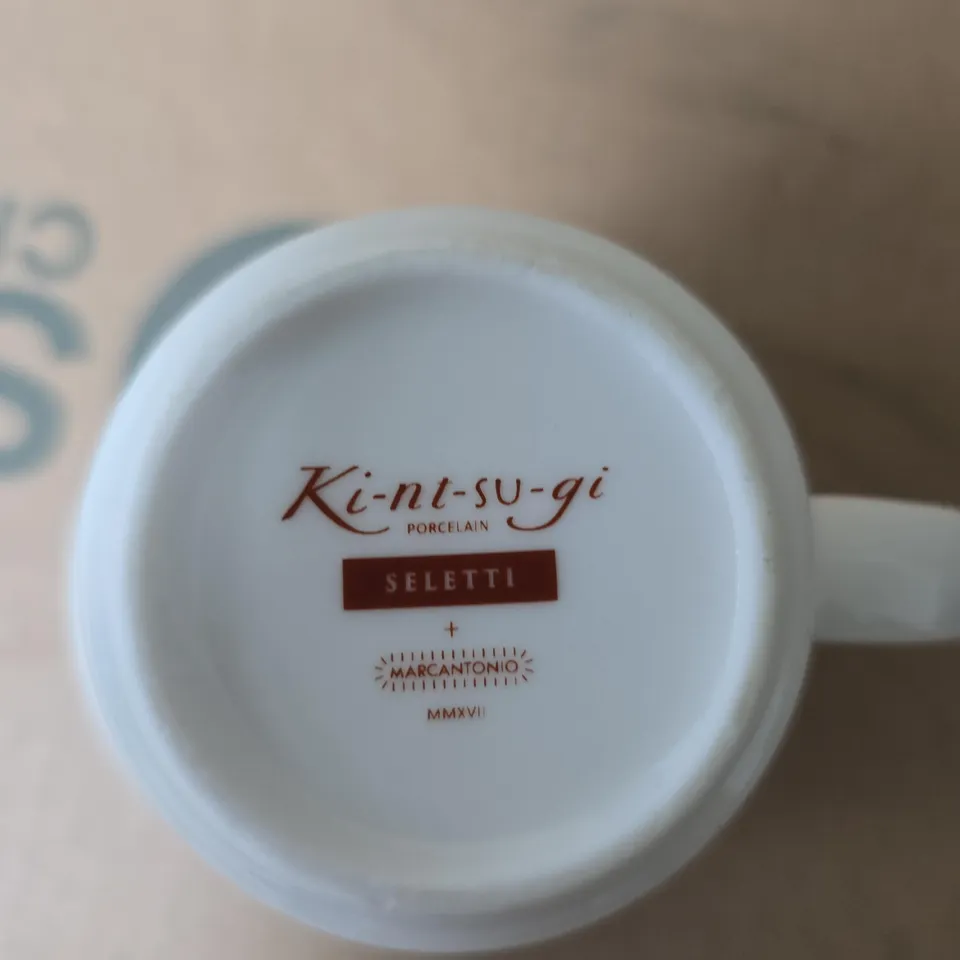 Ki-nt-su-gi
PORCELAIN
SELETTI
+
MARCANTONIO
MMXVII